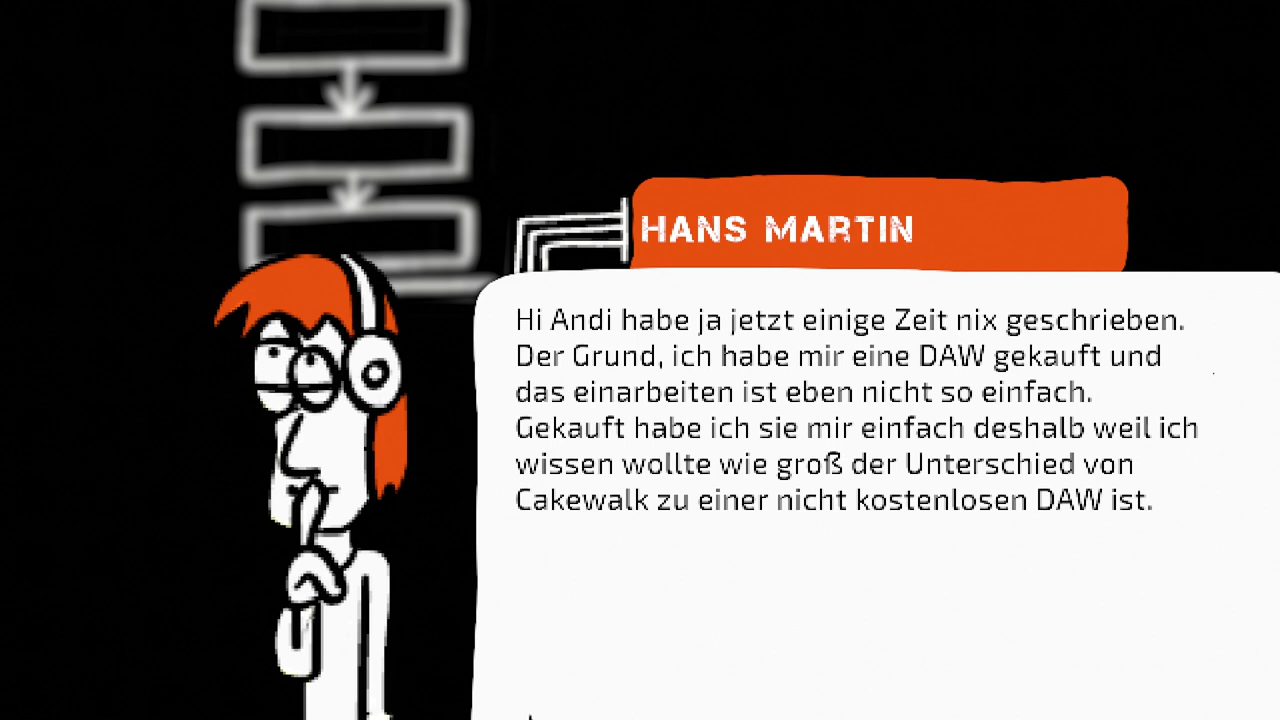 HANS MARTIN
Hi Andi habe ja jetzt einige Zeit nix geschrieben.
Der Grund, ich habe mir eine DAW gekauft und
das einarbeiten ist eben nicht so einfach.
Gekauft habe ich sie mir einfach deshalb weil ich
wissen wollte wie groß der Unterschied von
Cakewalk zu einer nicht kostenlosen DAW ist.